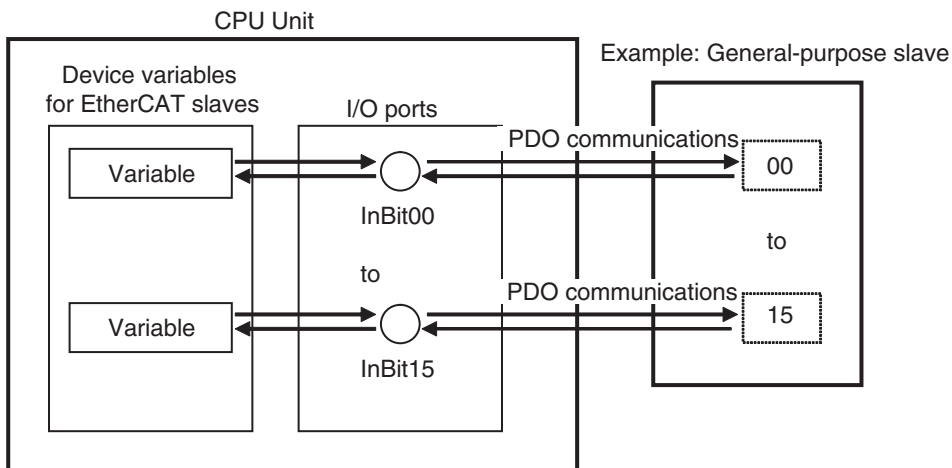 CPU Unit
Example: General-purpose slave
Device variables
for EtherCAT slaves
I/O ports
PDO communications
Variable
00
InBit00
to
to
PDO communications
Variable
15
InBit15